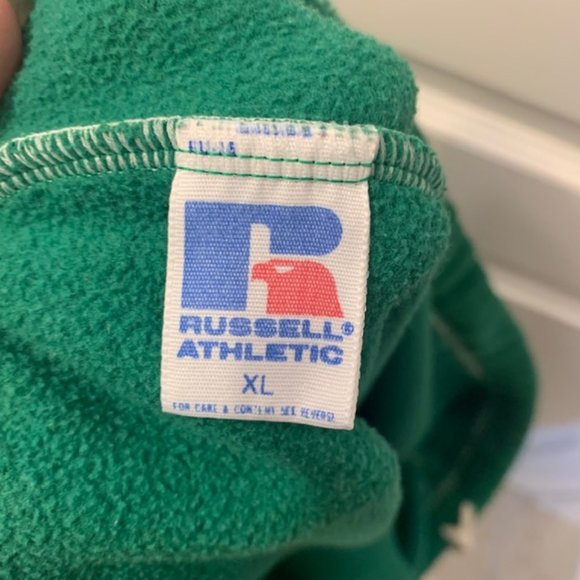 RUSSELL®
ATHLETIC
XL
FOR CARE & CONTENT SEE REVERSE